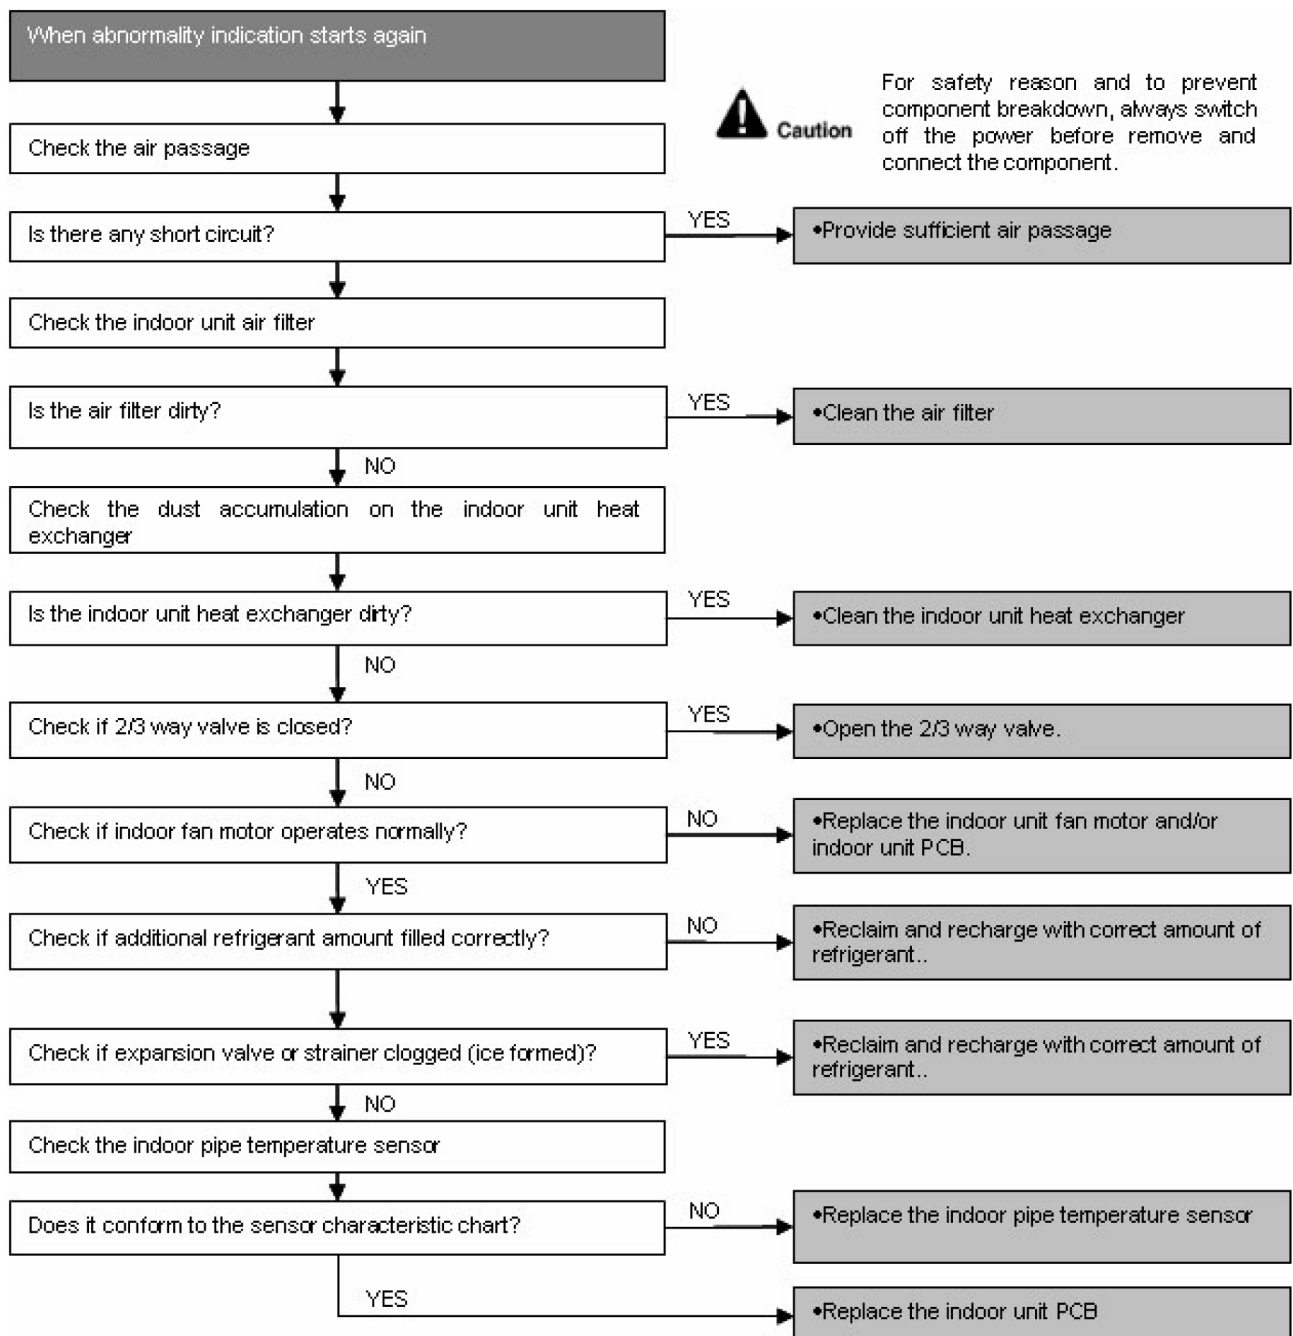 When abnormality indication starts again
For safety reason and to prevent
component breakdown, always switch
off the power before remove and
connect the component.
Caution
Check the air passage
Is there any short circuit?
YES
•Provide sufficient air passage
Check the indoor unit air filter
Is the air filter dirty?
YES
•Clean the air filter
NO
Check the dust accumulation on the indoor unit heat
exchanger
Is the indoor unit heat exchanger dirty?
YES
•Clean the indoor unit heat exchanger
NO
Check if 2/3 way valve is closed?
YES
•Open the 2/3 way valve.
NO
Check if indoor fan motor operates normally?
NO
•Replace the indoor unit fan motor and/or
indoor unit PCB.
YES
Check if additional refrigerant amount filled correctly?
NO
•Reclaim and recharge with correct amount of
refrigerant..
Check if expansion valve or strainer clogged (ice formed)?
YES
•Reclaim and recharge with correct amount of
refrigerant..
NO
Check the indoor pipe temperature sensor
Does it conform to the sensor characteristic chart?
NO
•Replace the indoor pipe temperature sensor
YES
•Replace the indoor unit PCB